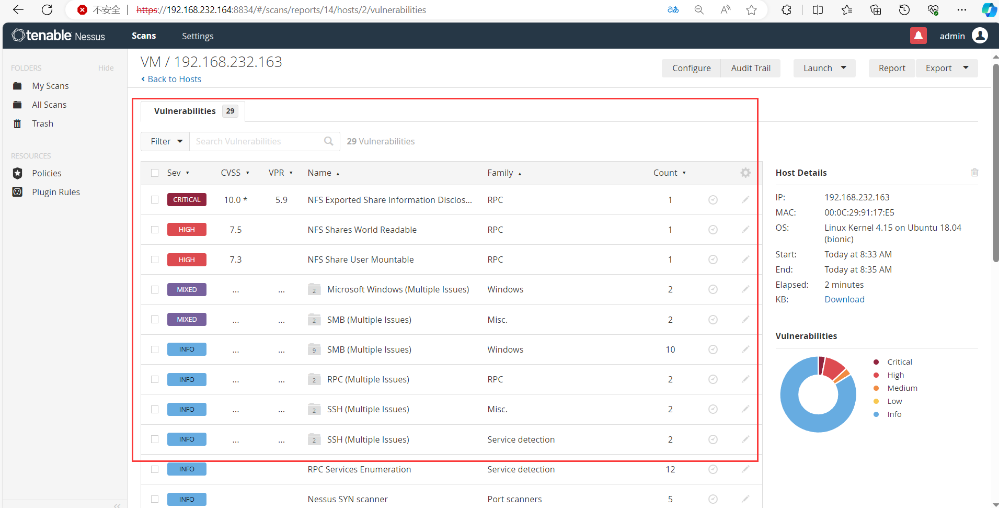 不安全 https://192.168.232.164:8834/#/scans/reports/14/hosts/2/vulnerabilities aあ A
tenable Nessus Scans Settings admin
FOLDERS Hide
My Scans
All Scans
Trash
RESOURCES
Policies
Plugin Rules
VM / 192.168.232.163
Back to Hosts
Configure Audit Trail Launch Report Export
Vulnerabilities 29
Filter Search Vulnerabilities 29 Vulnerabilities
Sev CVSS VPR Name Family Count
CRITICAL 10.0 * 5.9 NFS Exported Share Information Disclos... RPC 1
HIGH 7.5 NFS Shares World Readable RPC 1
HIGH 7.3 NFS Share User Mountable RPC 1
MIXED ... ... 2 Microsoft Windows (Multiple Issues) Windows 2
MIXED ... ... 2 SMB (Multiple Issues) Misc. 2
INFO ... ... 9 SMB (Multiple Issues) Windows 10
INFO ... ... 2 RPC (Multiple Issues) RPC 2
INFO ... ... 2 SSH (Multiple Issues) Misc. 2
INFO ... ... 2 SSH (Multiple Issues) Service detection 2
INFO RPC Services Enumeration Service detection 12
INFO Nessus SYN scanner Port scanners 5
Host Details
IP: 192.168.232.163
MAC: 00:0C:29:91:17:E5
OS: Linux Kernel 4.15 on Ubuntu 18.04
(bionic)
Start: Today at 8:33 AM
End: Today at 8:35 AM
Elapsed: 2 minutes
KB: Download
Vulnerabilities
Critical
High
Medium
Low
Info